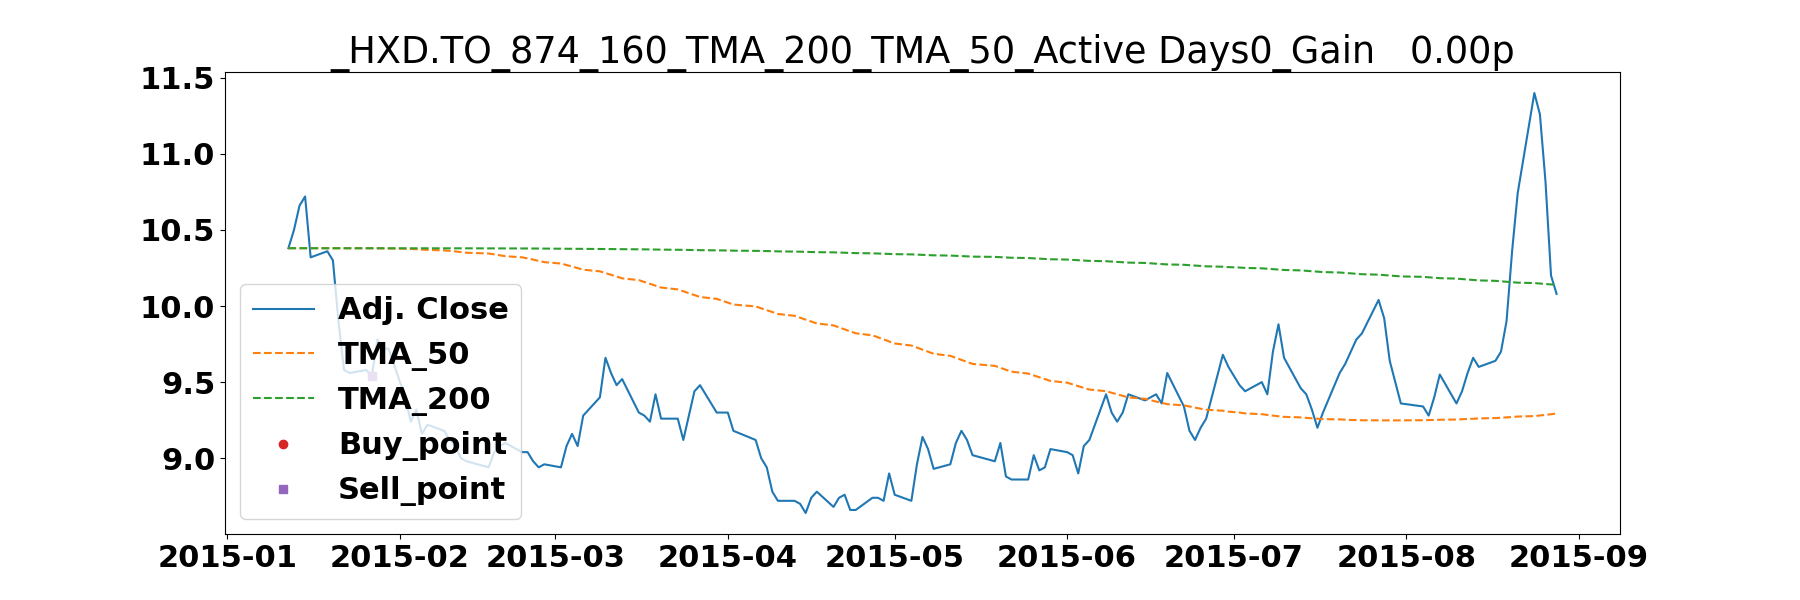 _HXD.TO_874_160_TMA_200_TMA_50_Active Days0_Gain   0.00p
11.5
11.0
10.5
10.0
9.5
9.0
Adj. Close
TMA_50
TMA_200
Buy_point
Sell_point
2015-01 2015-02 2015-03 2015-04 2015-05 2015-06 2015-07 2015-08 2015-09